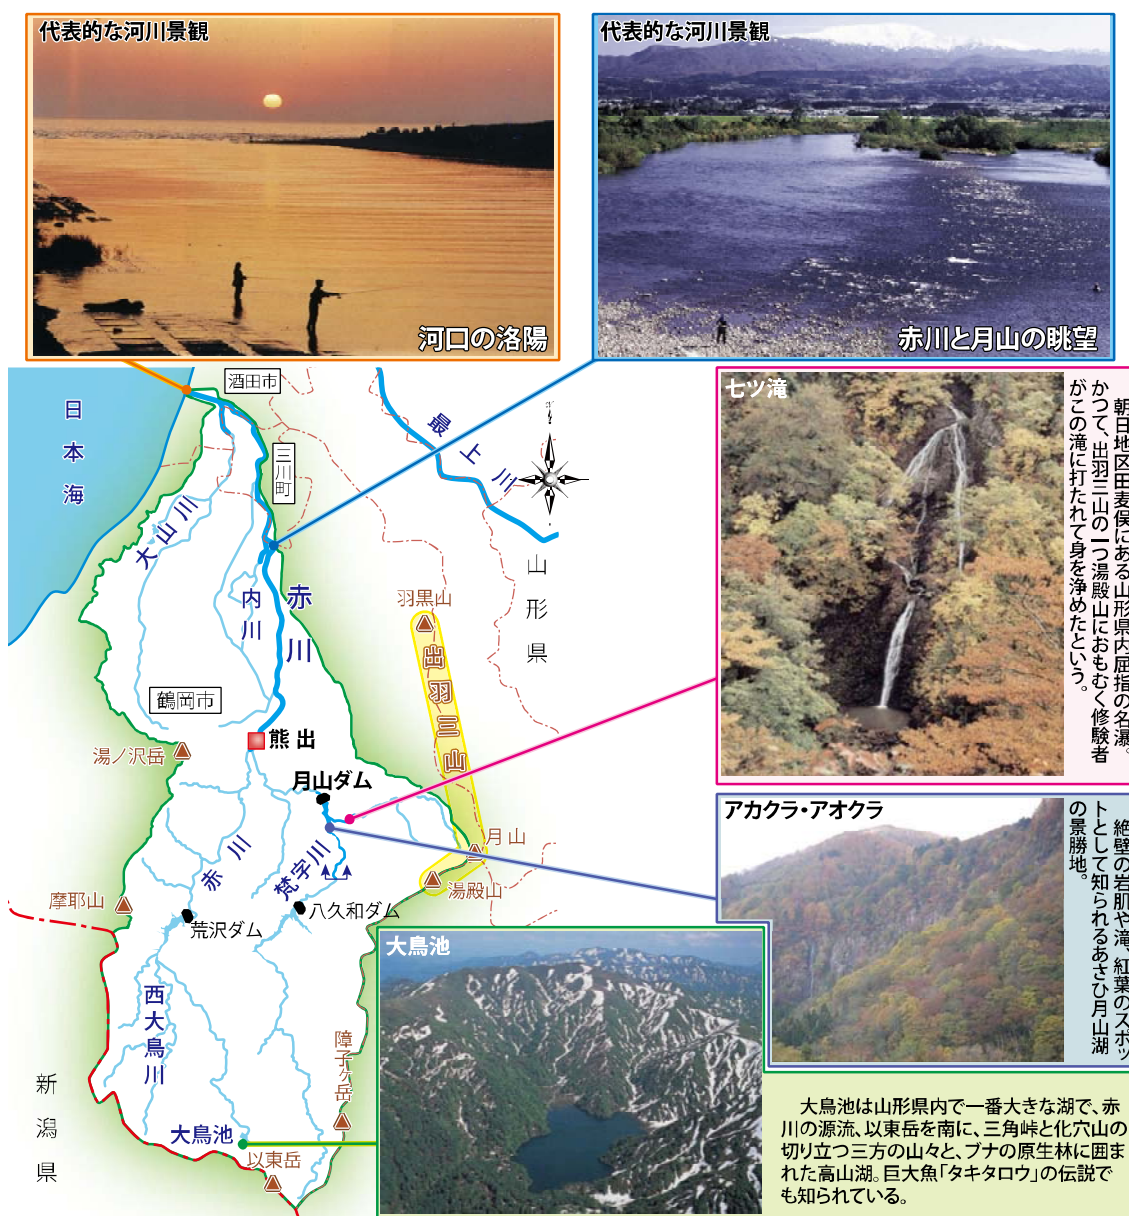 代表的な河川景観
河口の洛陽
代表的な河川景観
赤川と月山の眺望
酒田市
日本海
最上川
三川町
大山川
内川
赤川
山形県
羽黒山
出羽三山
鶴岡市
熊出
湯ノ沢岳
月山ダム
月山
梵字川
赤川
湯殿山
摩耶山
八久和ダム
荒沢ダム
西大鳥川
障子ヶ岳
新潟県
大鳥池
以東岳
七ツ滝
朝日地区田麦俣にある山形県内屈指の名瀑。
かつて、出羽三山の一つ湯殿山におもむく修験者
がこの滝に打たれて身を浄めたという。
アカクラ・アオクラ
絶壁の岩肌や滝、紅葉のスポッ
トとして知られるあさひ月山湖
の景勝地。
大鳥池
大鳥池は山形県内で一番大きな湖で、赤
川の源流、以東岳を南に、三角峠と化穴山の
切り立つ三方の山々と、ブナの原生林に囲ま
れた高山湖。巨大魚「タキタロウ」の伝説で
も知られている。